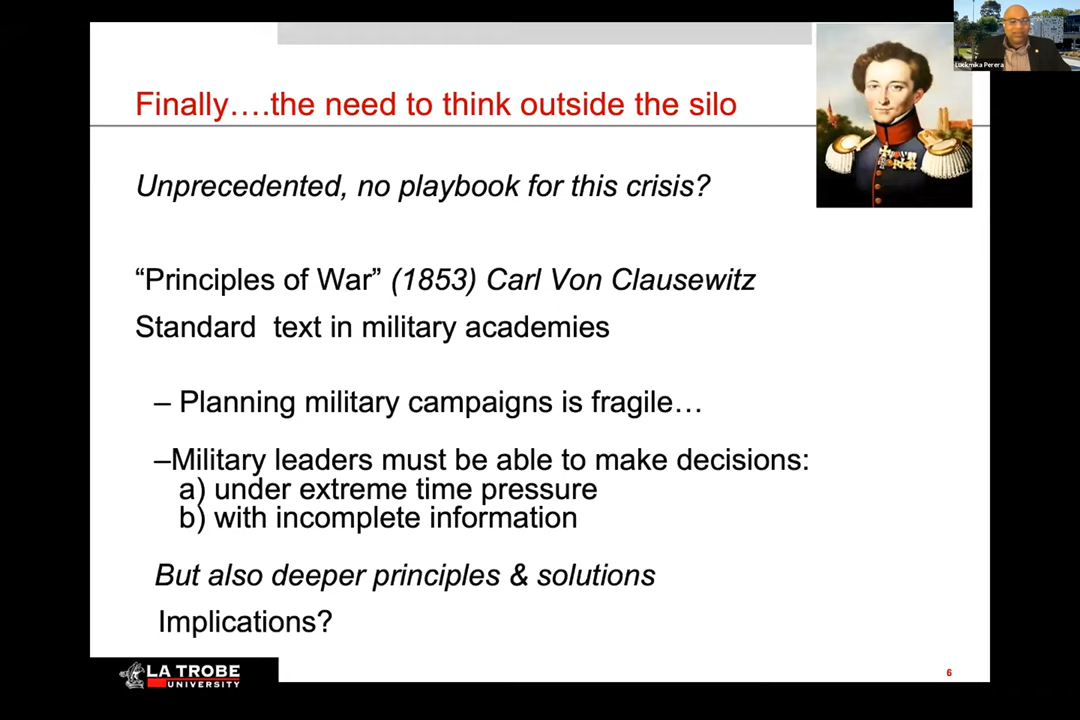 Luckmika Perera
Finally….the need to think outside the silo
Unprecedented, no playbook for this crisis?
“Principles of War” (1853) Carl Von Clausewitz
Standard text in military academies
– Planning military campaigns is fragile…
–Military leaders must be able to make decisions:
a) under extreme time pressure
b) with incomplete information
But also deeper principles & solutions
Implications?
LA TROBE
UNIVERSITY
6